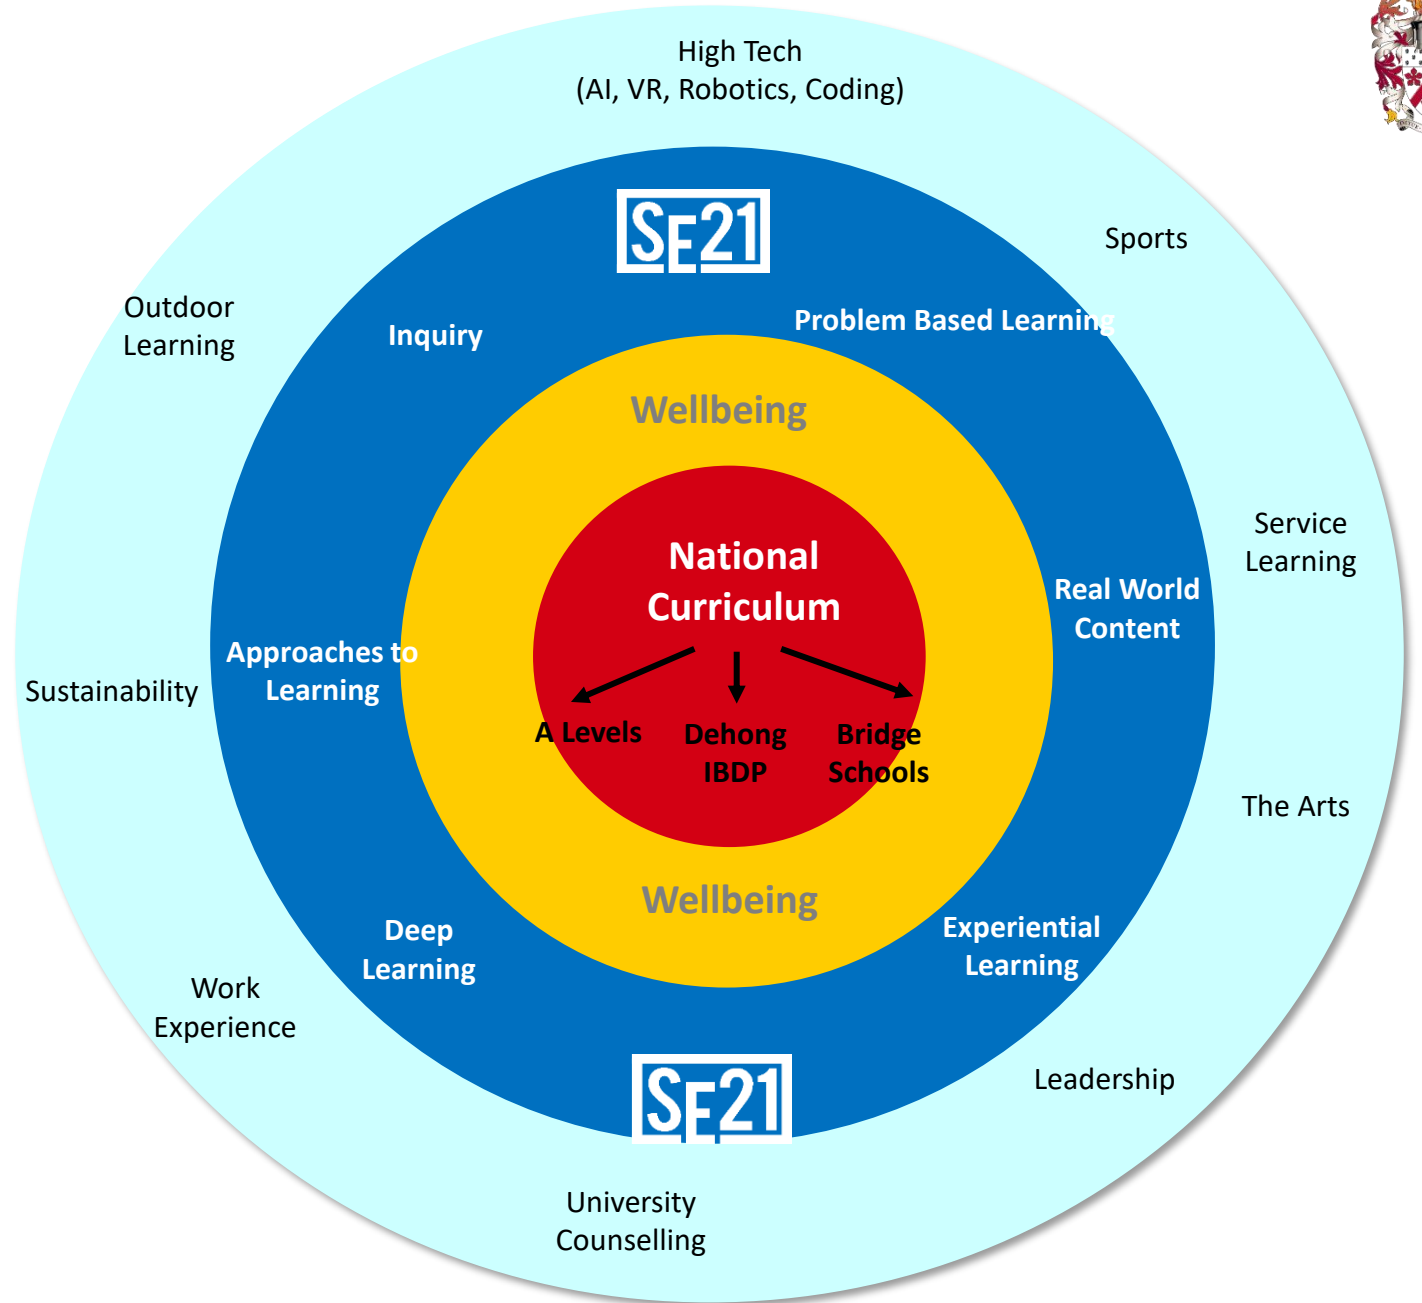 High Tech
(AI, VR, Robotics, Coding)
SE21
Sports
Outdoor
Learning
Inquiry
Problem Based Learning
Wellbeing
Service
Learning
National
Curriculum
Real World
Content
Approaches to
Learning
Sustainability
A Levels
Dehong
IBDP
Bridge
Schools
The Arts
Wellbeing
Deep
Learning
Experiential
Learning
Work
Experience
Leadership
SE21
University
Counselling